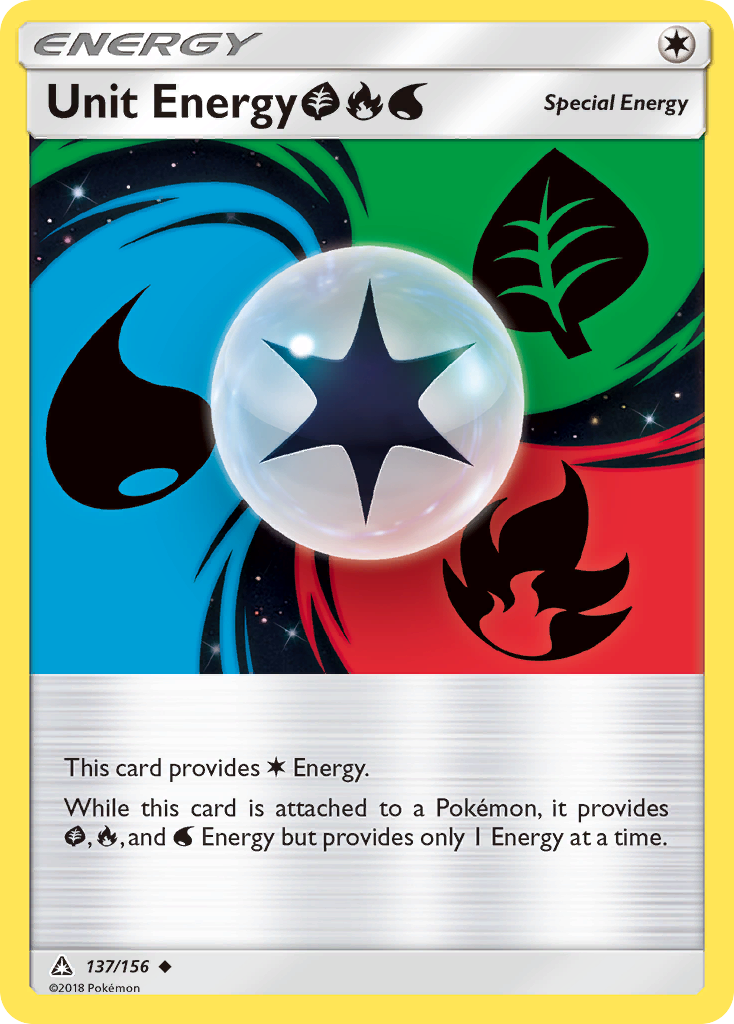 ENERGY
Unit Energy
Special Energy
This card provides Energy.
While this card is attached to a Pokémon, it provides
, , and Energy but provides only 1 Energy at a time.
137/156
©2018 Pokémon